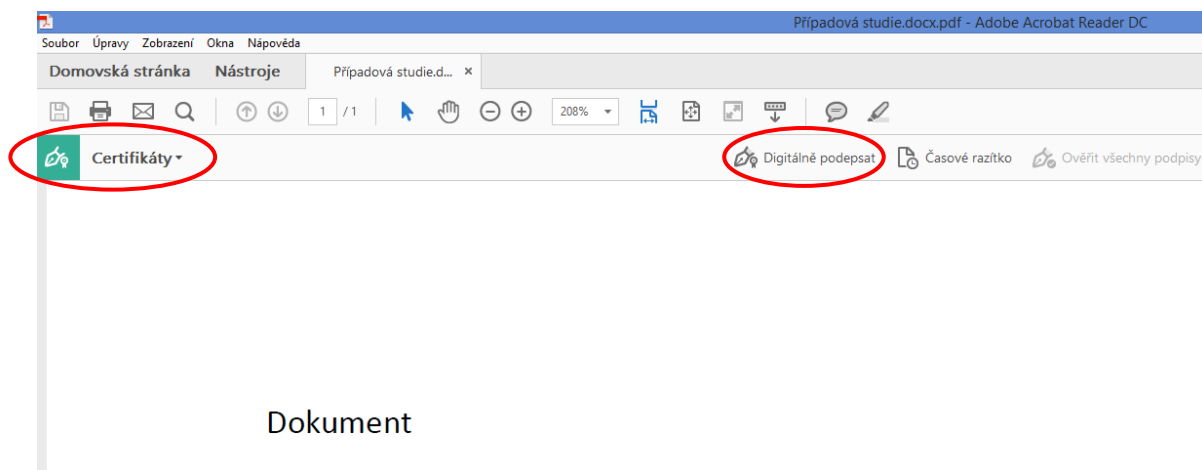 Případová studie.docx.pdf - Adobe Acrobat Reader DC
Soubor Úpravy Zobrazení Okna Nápověda
Domovská stránka Nástroje Případová studie.d... ×
1 / 1 208%
Certifikáty Digitálně podepsat Časové razítko Ověřit všechny podpisy
Dokument